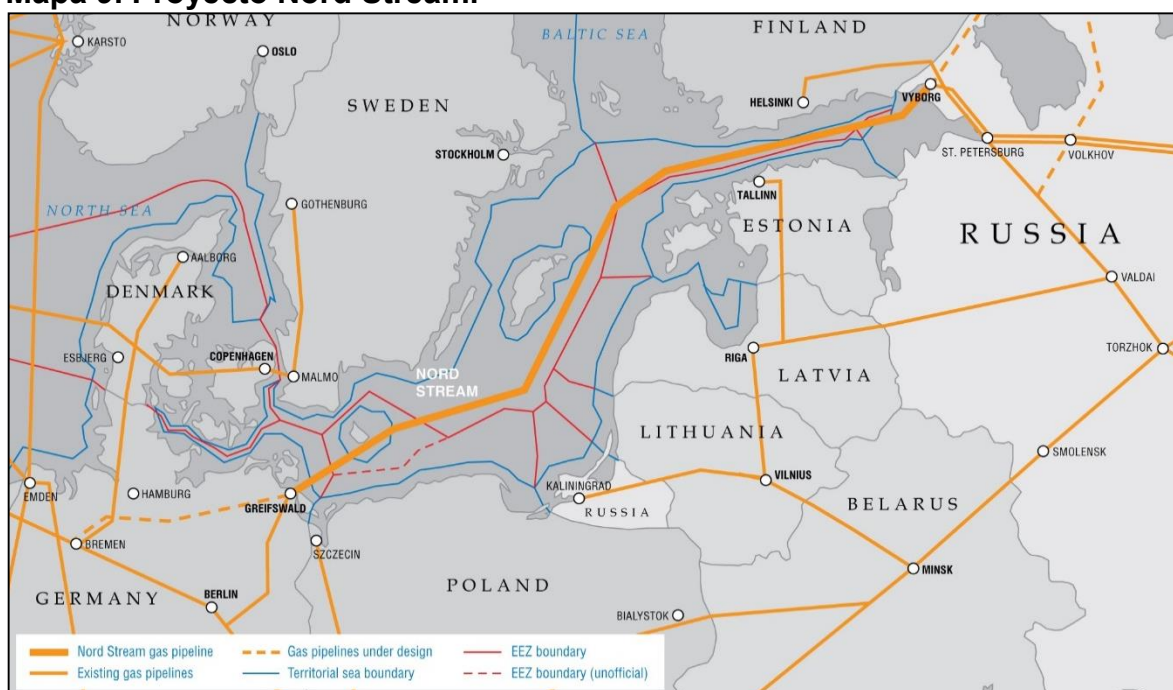 Mapa 9. Proyecto Nord Stream.
NORWAY
KARSTO
OSLO
BALTIC SEA
FINLAND
SWEDEN
HELSINKI
VYBORG
STOCKHOLM
ST. PETERSBURG
VOLKHOV
NORTH SEA
GOTHENBURG
TALLINN
ESTONIA
RUSSIA
AALBORG
DENMARK
VALDAI
ESBJERG
COPENHAGEN
MALMO
NORD
STREAM
RIGA
LATVIA
TORZHOK
LITHUANIA
SMOLENSK
EMDEN
HAMBURG
GREIFSWALD
KALININGRAD
RUSSIA
VILNIUS
BELARUS
BREMEN
SZCZECIN
GERMANY
BERLIN
POLAND
MINSK
BIALYSTOK
Nord Stream gas pipeline
Gas pipelines under design
EEZ boundary
Existing gas pipelines
Territorial sea boundary
EEZ boundary (unofficial)